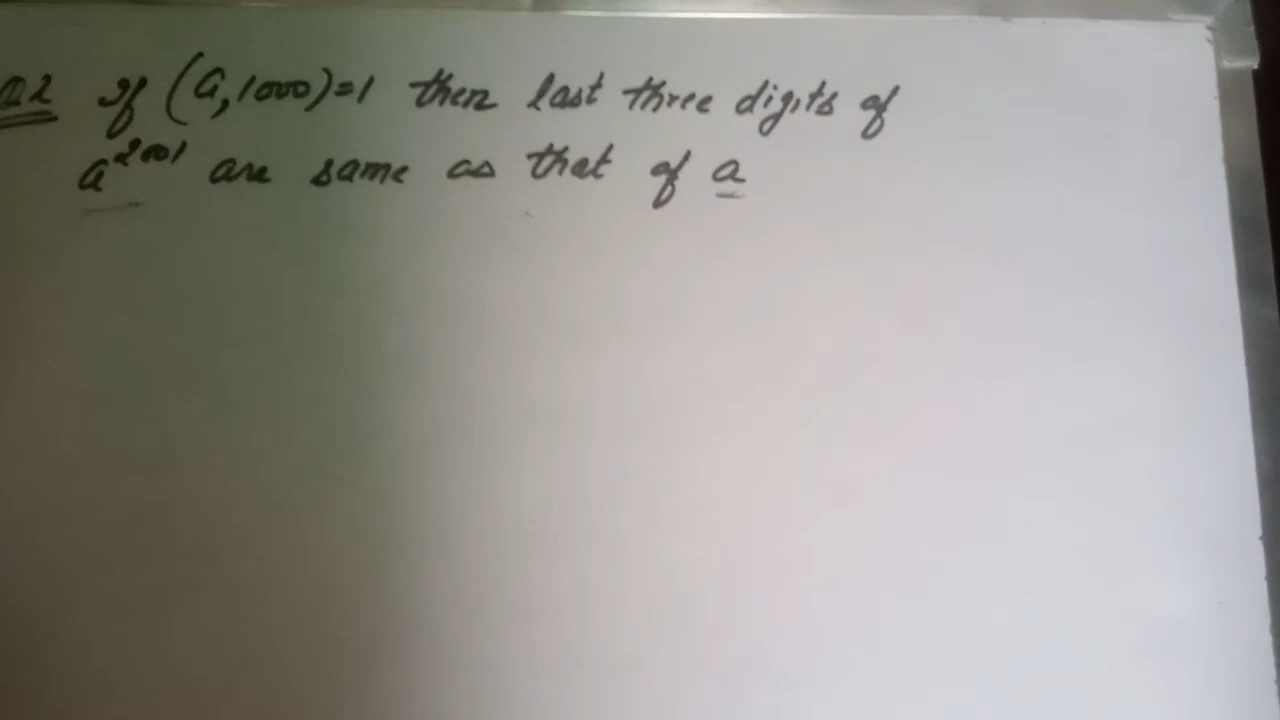 Q2 If (a,1000)=1 then last three digits of
a^2001 are same as that of a